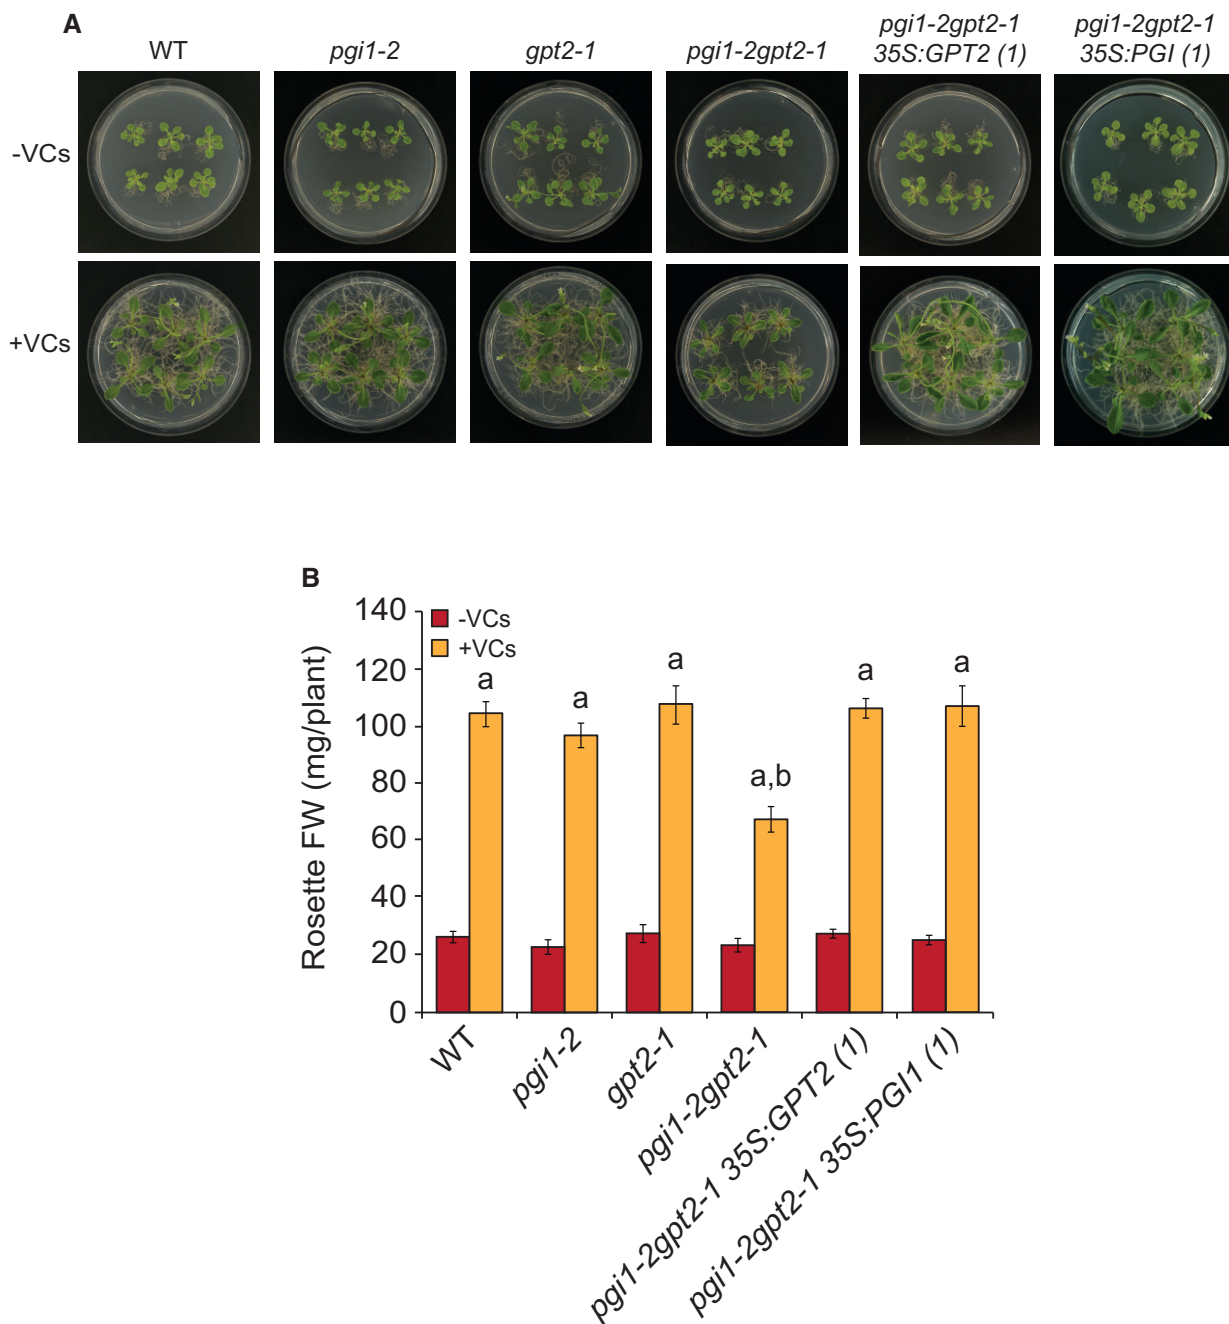 A
WT
pgi1-2
gpt2-1
pgi1-2gpt2-1
pgi1-2gpt2-1
35S:GPT2 (1)
pgi1-2gpt2-1
35S:PGI (1)
-VCs
+VCs
B
140
120
100
80
60
40
20
0
Rosette FW (mg/plant)
-VCs
+VCs
a
a
a
a,b
a
a
WT
pgi1-2
gpt2-1
pgi1-2gpt2-1
pgi1-2gpt2-1 35S:GPT2 (1)
pgi1-2gpt2-1 35S:PGI1 (1)